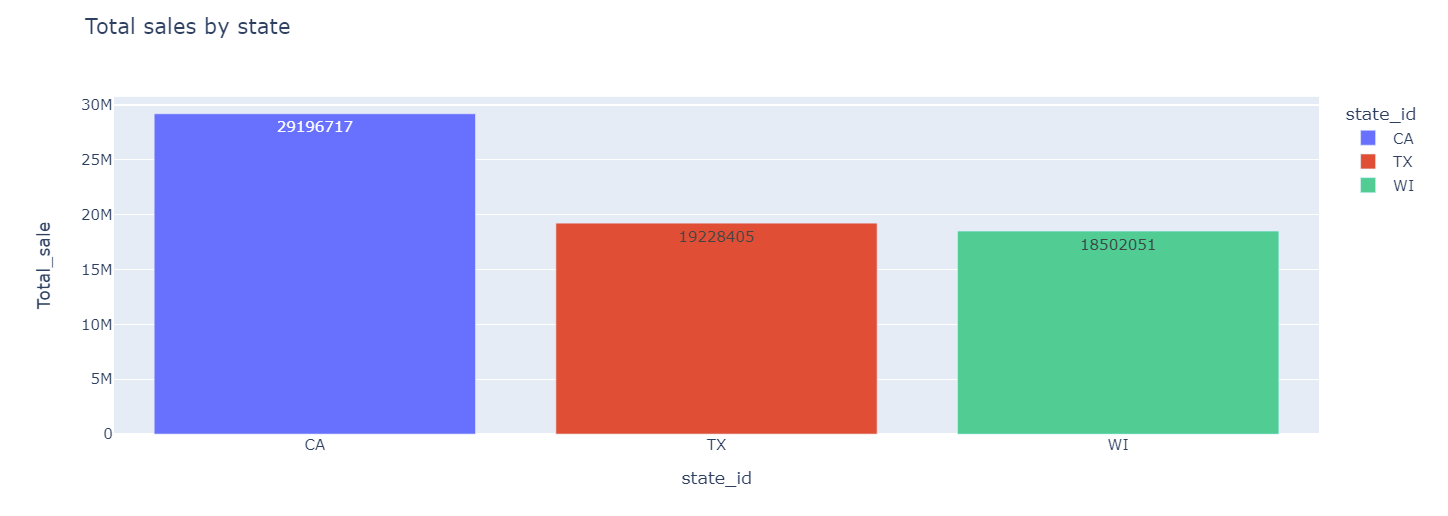 Total sales by state
30M
25M
20M
15M
10M
5M
0
Total_sale
29196717
19228405
18502051
CA
TX
WI
state_id
state_id
CA
TX
WI